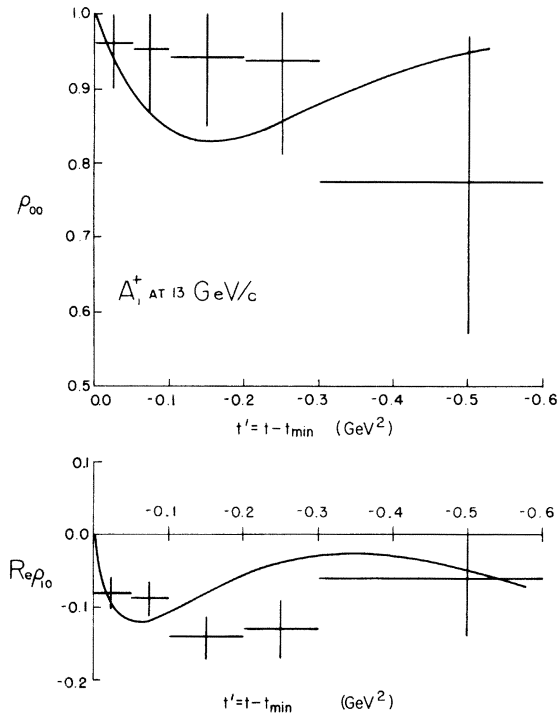 1.0
0.9
0.8
ρ₀₀
0.7
A₁⁺ AT 13 GeV/c
0.6
0.5
0.0 -0.1 -0.2 -0.3 -0.4 -0.5 -0.6
t' = t - t_min (GeV²)
0.1
-0.1 -0.2 -0.3 -0.4 -0.5 -0.6
0.0
Reρ₁₀
-0.1
-0.2
t' = t - t_min (GeV²)